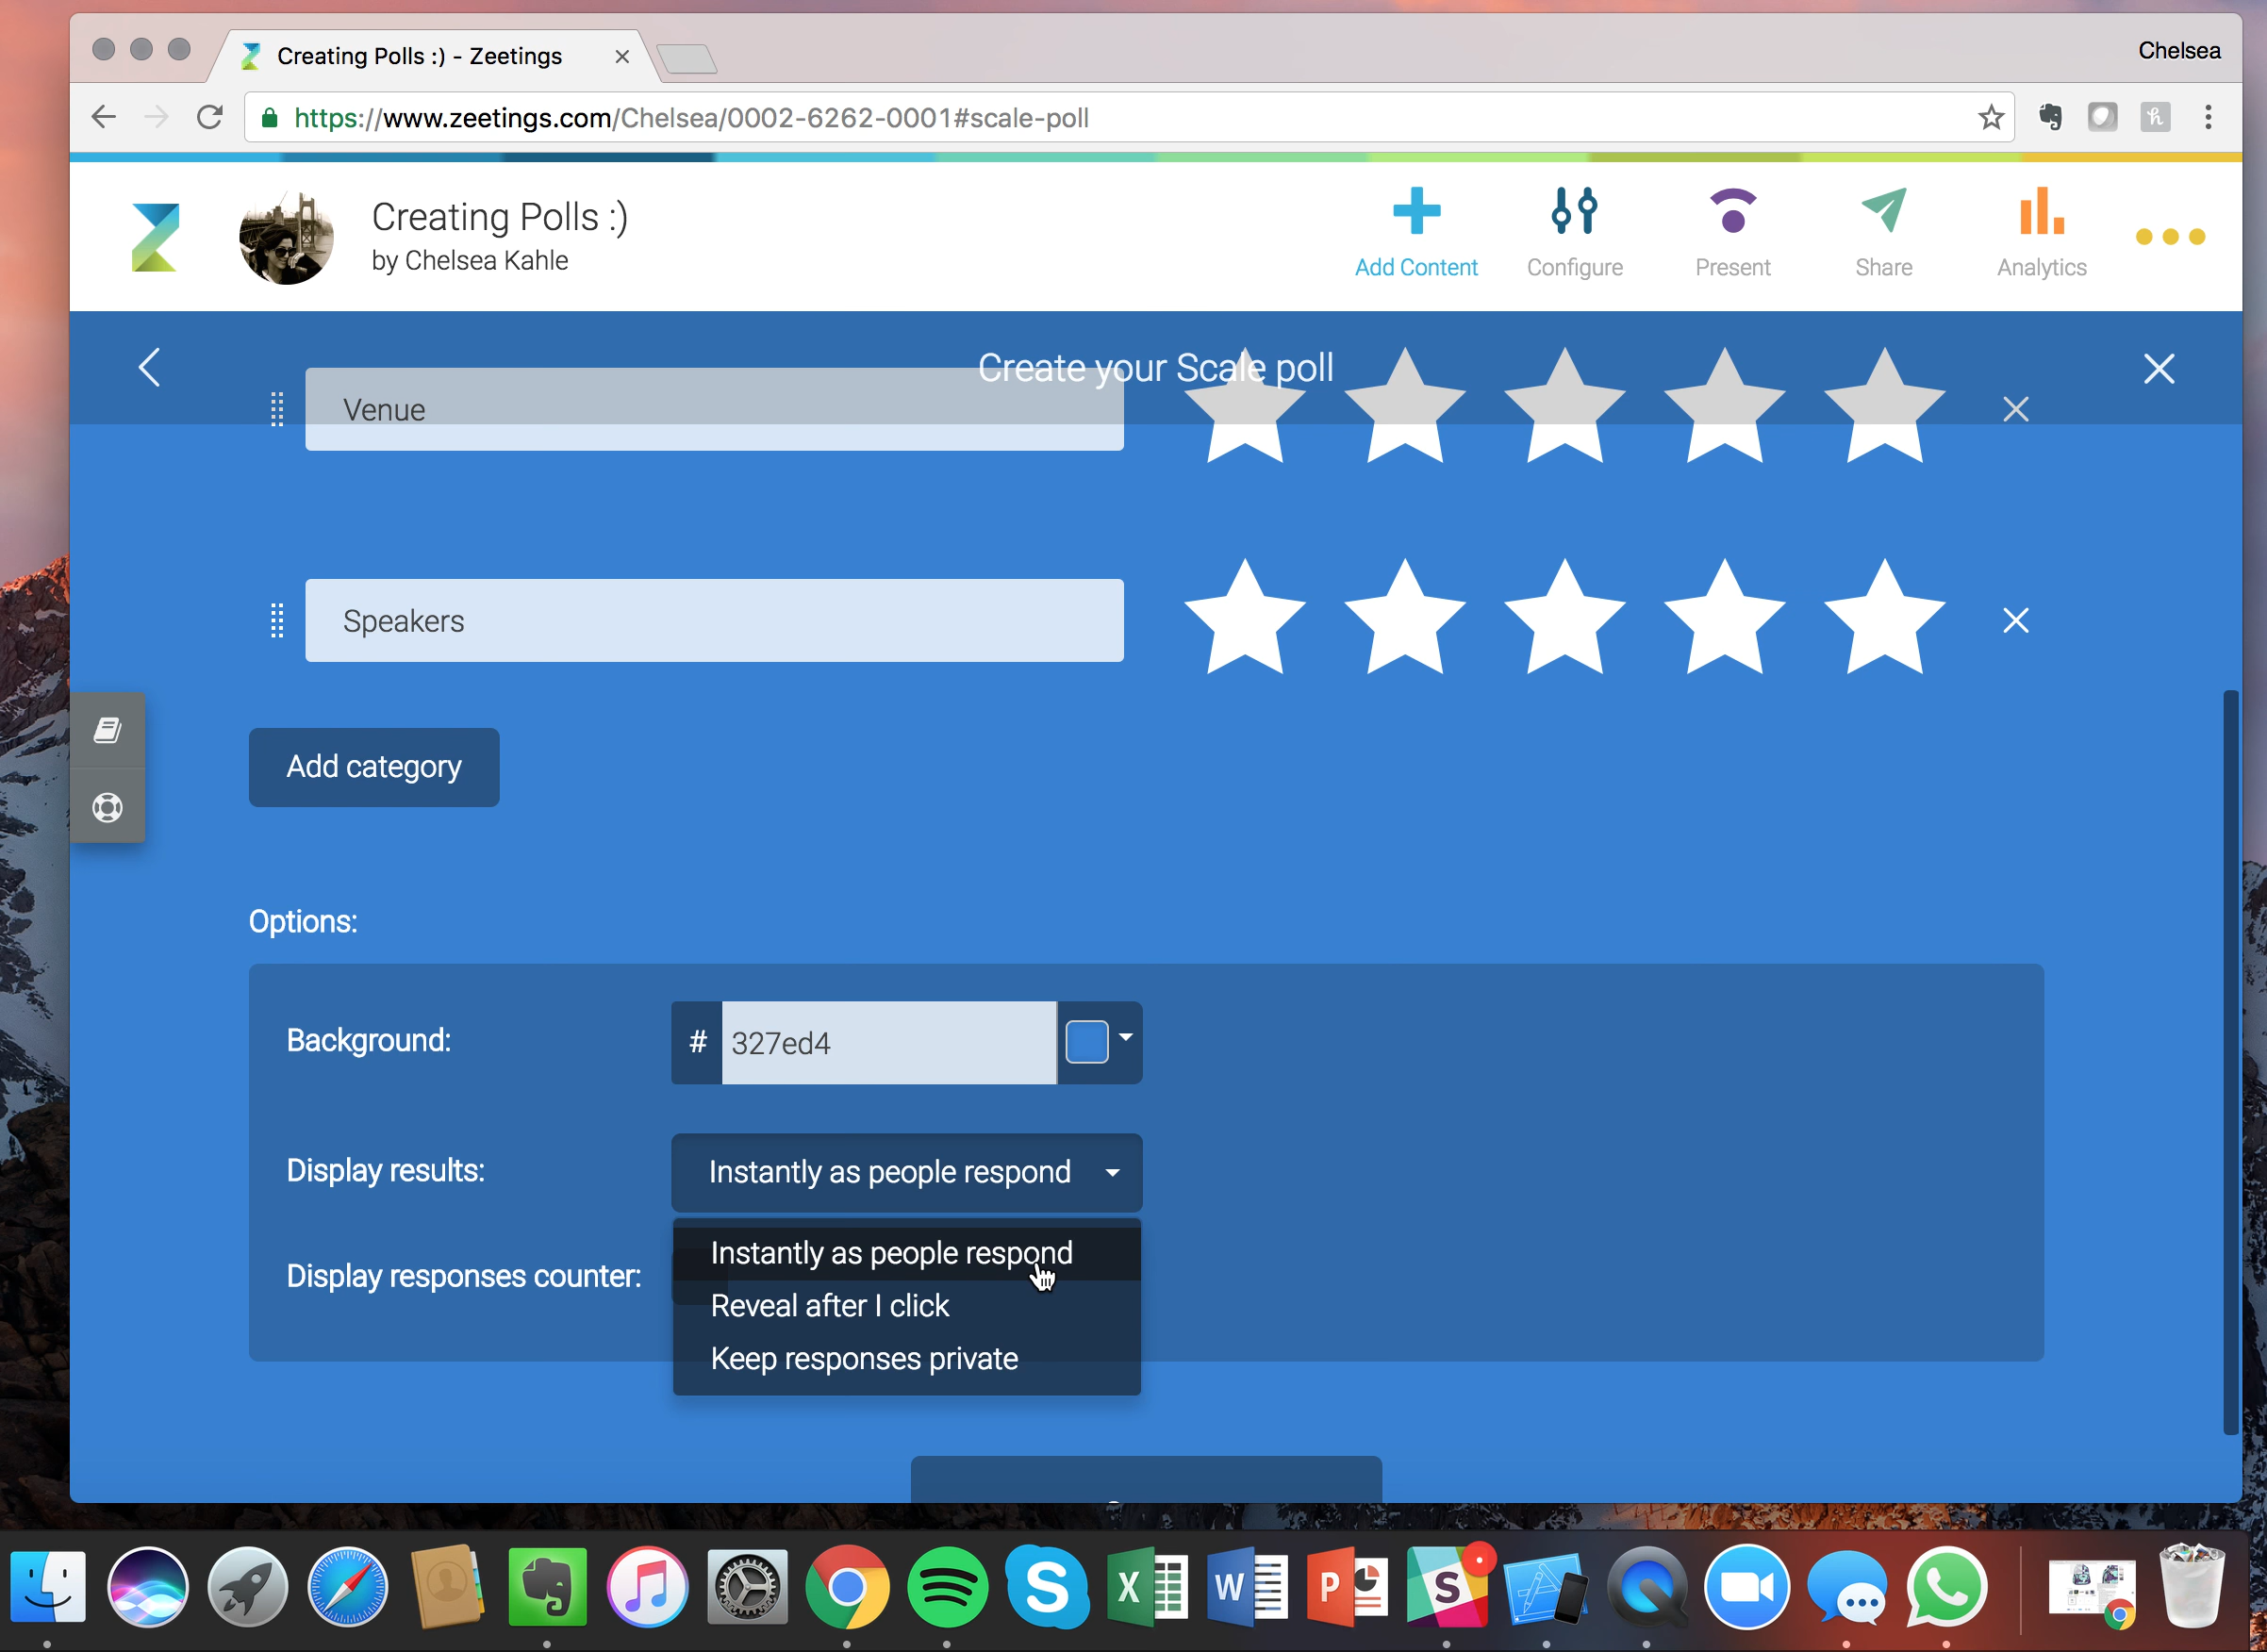 Creating Polls :) - Zeetings
Chelsea
https://www.zeetings.com/Chelsea/0002-6262-0001#scale-poll
Creating Polls :)
by Chelsea Kahle
Add Content
Configure
Present
Share
Analytics
Create your Scale poll
Venue
Speakers
Add category
Options:
Background:
# 327ed4
Display results:
Instantly as people respond
Display responses counter:
Instantly as people respond
Reveal after I click
Keep responses private